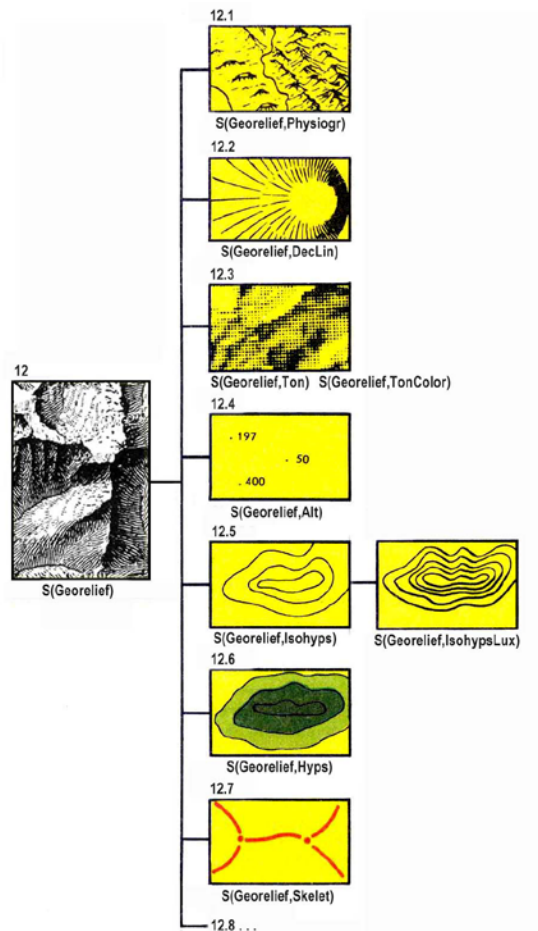 12.1
S(Georelief,Physiogr)
12.2
S(Georelief,DecLin)
12.3
S(Georelief,Ton) S(Georelief,TonColor)
12
S(Georelief)
12.4
197
50
400
S(Georelief,Alt)
12.5
S(Georelief,Isohyps) S(Georelief,IsohypsLux)
12.6
S(Georelief,Hyps)
12.7
S(Georelief,Skelet)
12.8 . . .